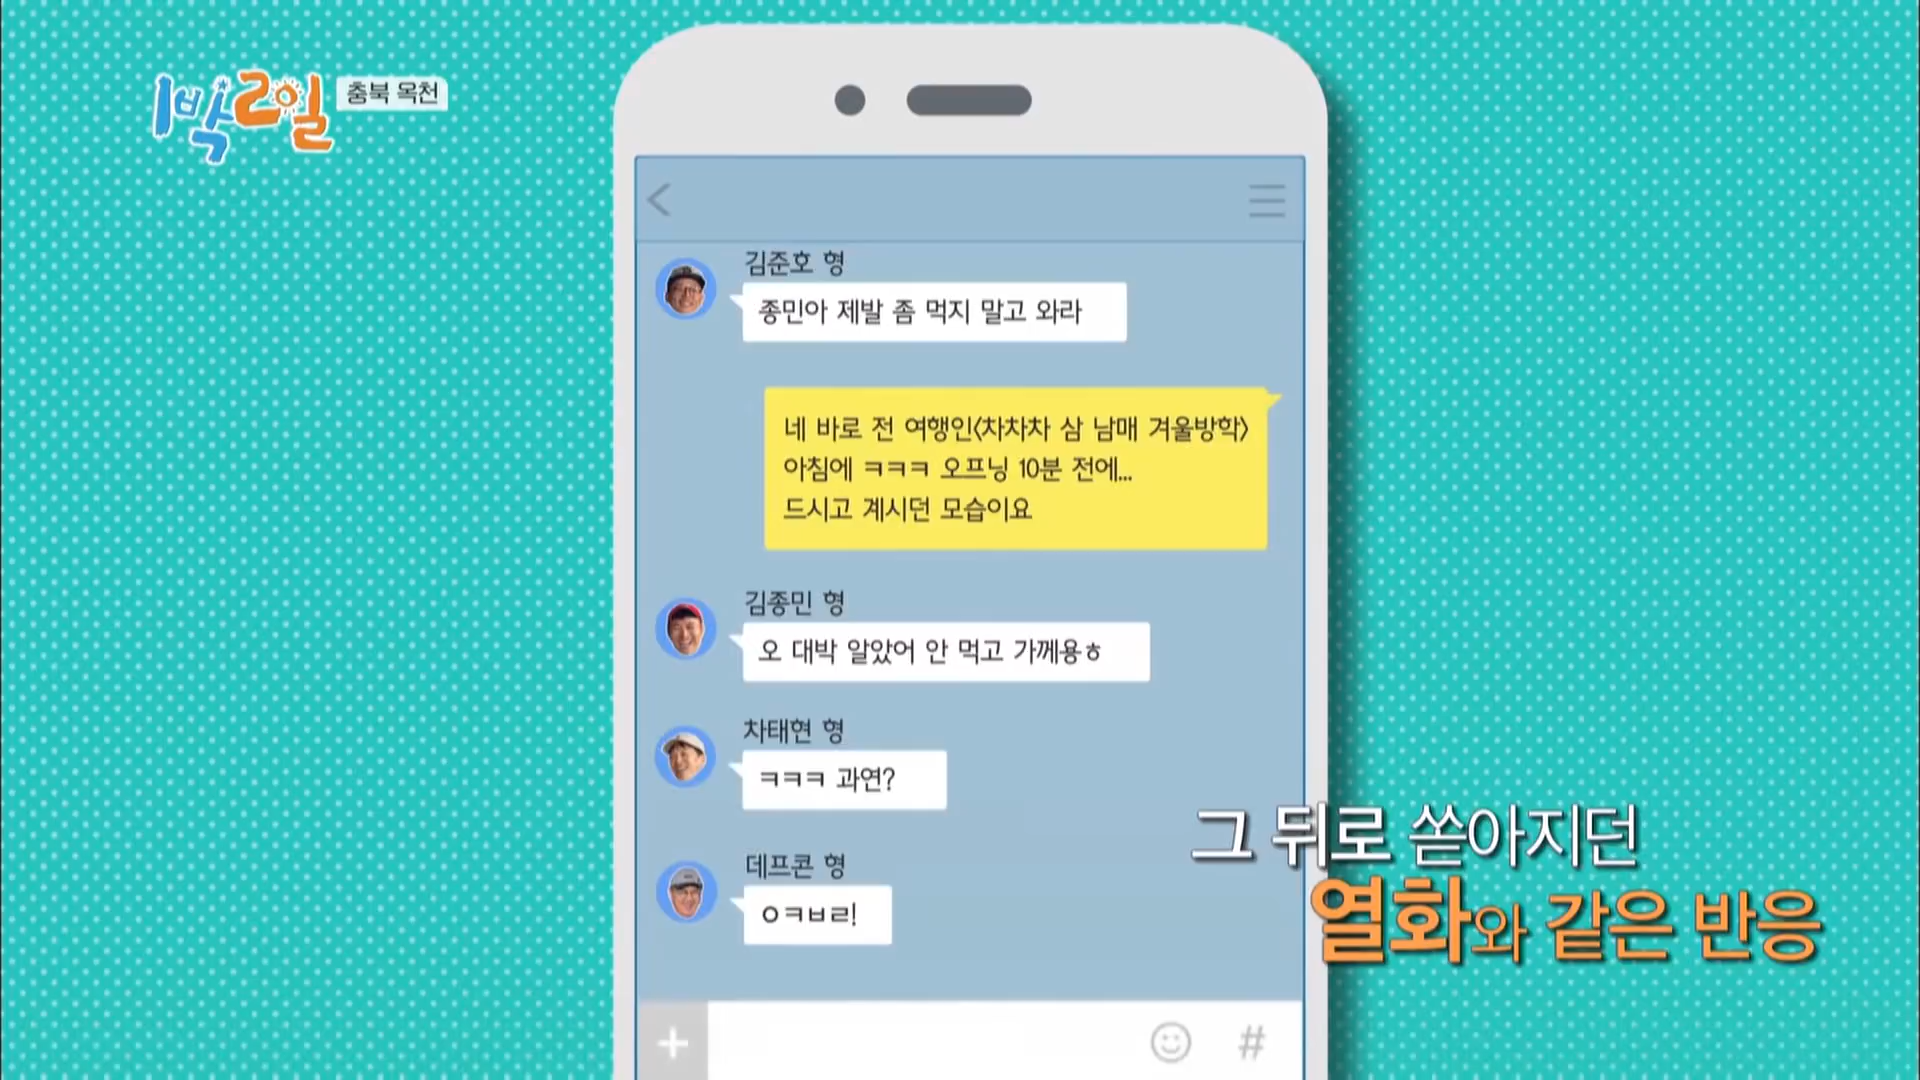 1박2일
충북 옥천
김준호 형
종민아 제발 좀 먹지 말고 와라
네 바로 전 여행인<차차차 삼 남매 겨울방학>
아침에 ㅋㅋㅋ 오프닝 10분 전에...
드시고 계시던 모습이요
김종민 형
오 대박 알았어 안 먹고 가께용ㅎ
차태현 형
ㅋㅋㅋ 과연?
데프콘 형
ㅇㅋㅂㄹ!
그 뒤로 쏟아지던
열화와 같은 반응